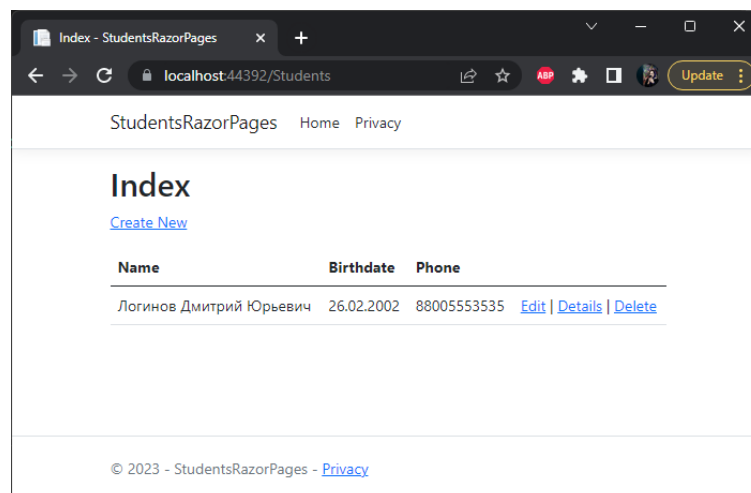 Index - StudentsRazorPages
localhost:44392/Students
ABP
Update
StudentsRazorPages Home Privacy
Index
Create New
Name Birthdate Phone
Логинов Дмитрий Юрьевич 26.02.2002 88005553535 Edit | Details | Delete
© 2023 - StudentsRazorPages - Privacy